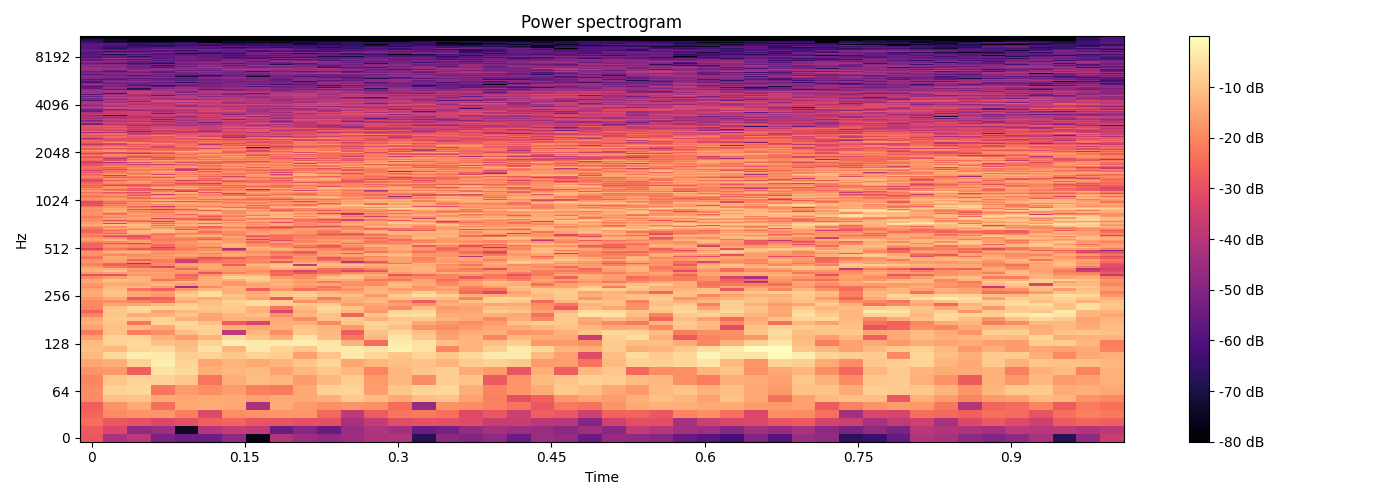 Power spectrogram
8192
4096
2048
1024
512
256
128
64
0
Hz
0
0.15
0.3
0.45
0.6
0.75
0.9
Time
-10 dB
-20 dB
-30 dB
-40 dB
-50 dB
-60 dB
-70 dB
-80 dB